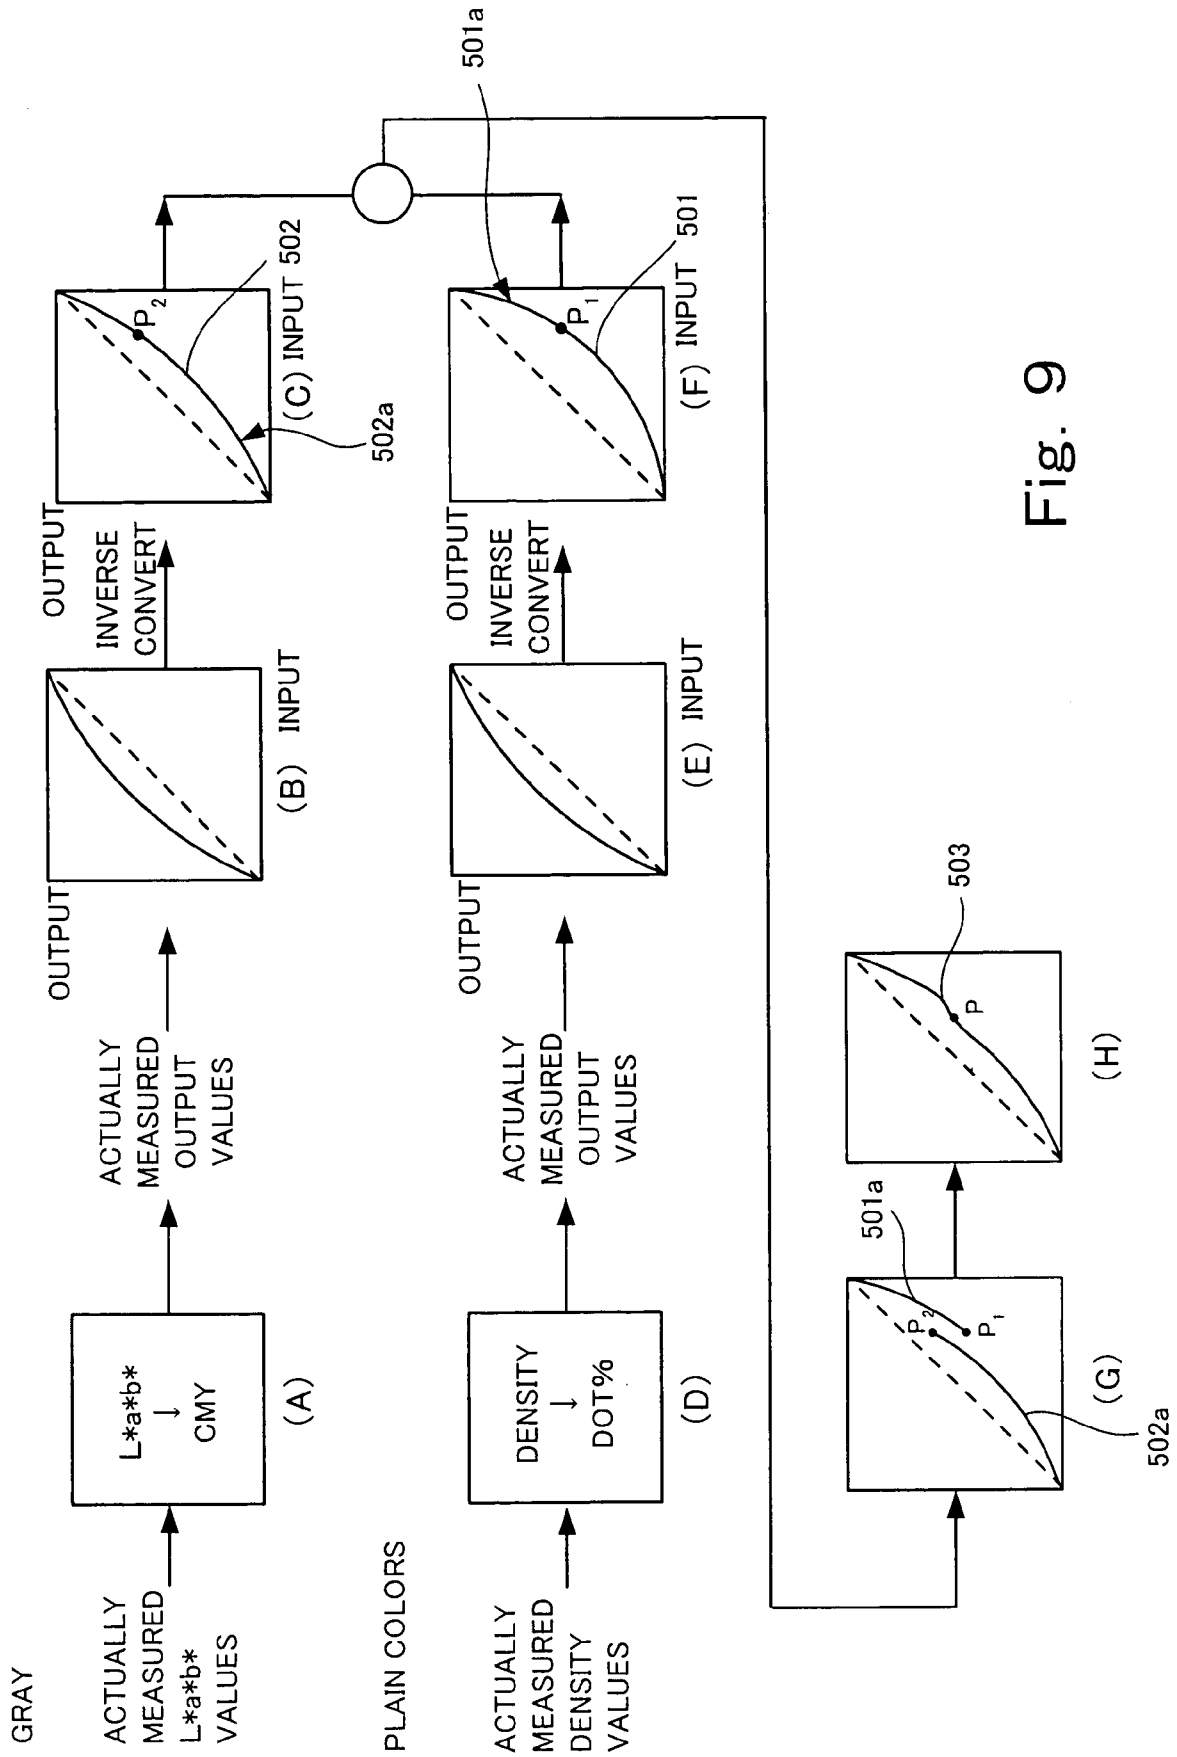 GRAY
ACTUALLY
MEASURED
L*a*b*
VALUES
L*a*b*
↓
CMY
(A)
ACTUALLY
MEASURED
OUTPUT
VALUES
OUTPUT
(B) INPUT
INVERSE
CONVERT
OUTPUT
P2
(C) INPUT
502
502a
PLAIN COLORS
ACTUALLY
MEASURED
DENSITY
VALUES
DENSITY
↓
DOT%
(D)
ACTUALLY
MEASURED
OUTPUT
VALUES
OUTPUT
(E) INPUT
INVERSE
CONVERT
OUTPUT
P1
(F) INPUT
501
501a
501a
P2
P1
(G)
502a
503
P
(H)
Fig. 9